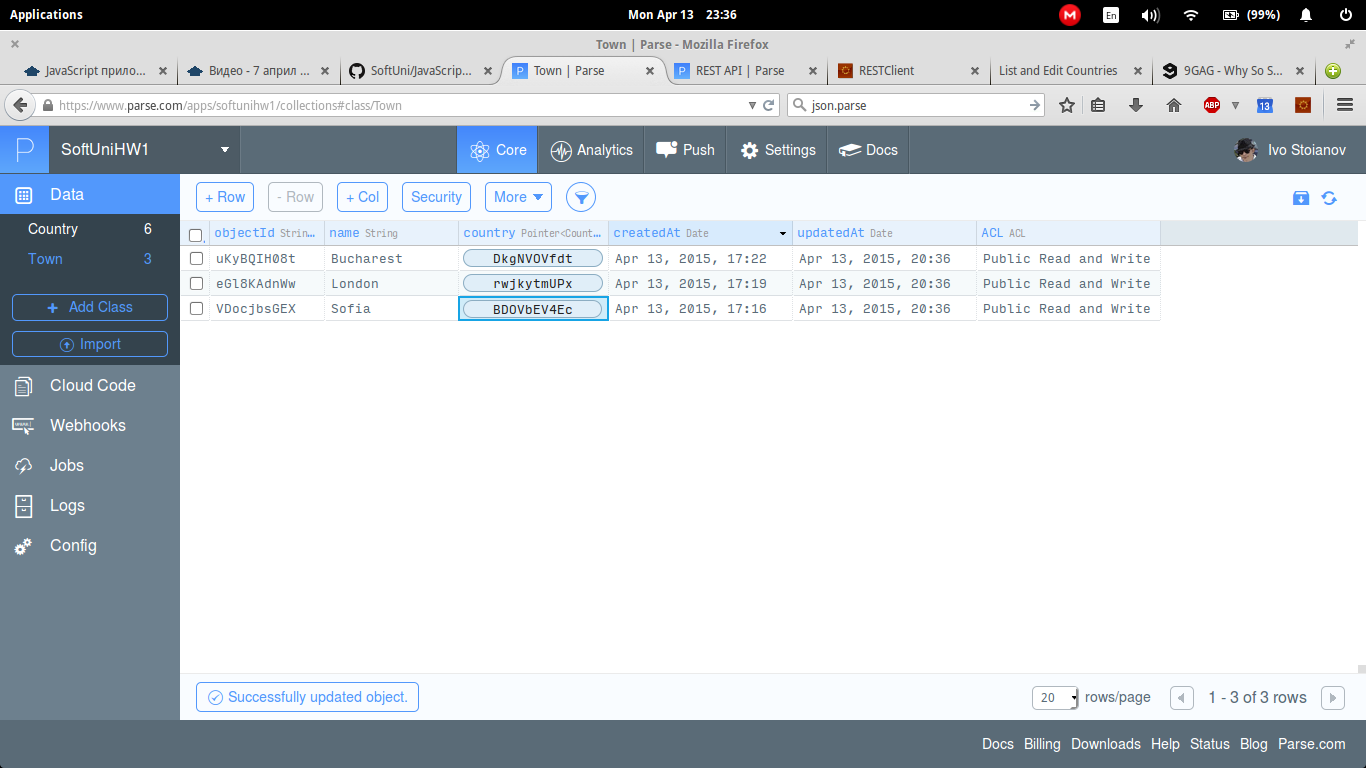 Applications
Mon Apr 13 23:36
M
En
(99%)
Town | Parse - Mozilla Firefox
JavaScript прило...
Видео - 7 април ...
SoftUni/JavaScrip...
Town | Parse
REST API | Parse
RESTClient
List and Edit Countries
9GAG - Why So S...
https://www.parse.com/apps/softunihw1/collections#class/Town
json.parse
ABP
13
SoftUniHW1
Core
Analytics
Push
Settings
Docs
Ivo Stoianov
Data
+ Row
- Row
+ Col
Security
More
Country 6
Town 3
+ Add Class
Import
Cloud Code
Webhooks
Jobs
Logs
Config
objectId Strin... name String country Pointer<Count... createdAt Date updatedAt Date ACL ACL
uKyBQIH08t Bucharest DkgNVOVfdt Apr 13, 2015, 17:22 Apr 13, 2015, 20:36 Public Read and Write
eGl8KAdnWw London rwjkytmUPx Apr 13, 2015, 17:19 Apr 13, 2015, 20:36 Public Read and Write
VDocjbsGEX Sofia BDOVbEV4Ec Apr 13, 2015, 17:16 Apr 13, 2015, 20:36 Public Read and Write
Successfully updated object.
20 rows/page
1 - 3 of 3 rows
Docs Billing Downloads Help Status Blog Parse.com